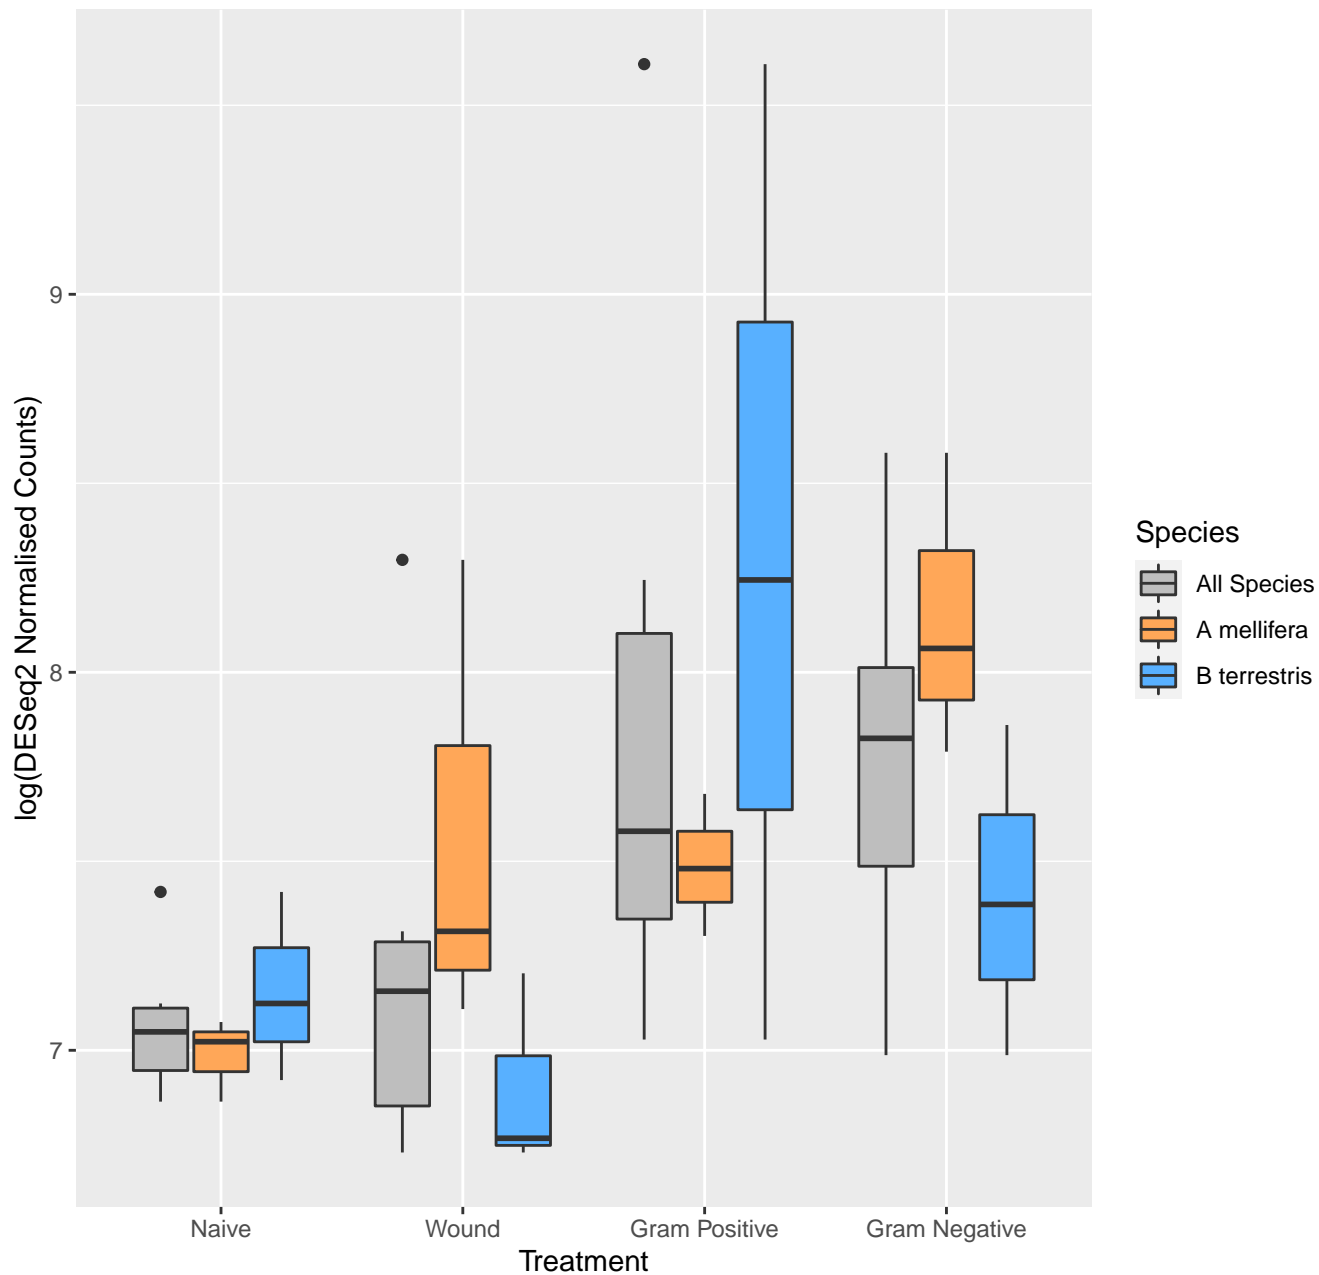 log(DESeq2 Normalised Counts)
9
8
7
Naive
Wound
Gram Positive
Gram Negative
Treatment
Species
All Species
A mellifera
B terrestris